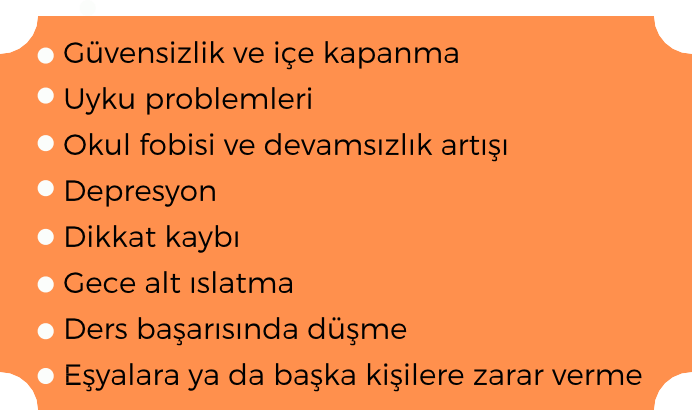 Güvensizlik ve içe kapanma
Uyku problemleri
Okul fobisi ve devamsızlık artışı
Depresyon
Dikkat kaybı
Gece alt ıslatma
Ders başarısında düşme
Eşyalara ya da başka kişilere zarar verme